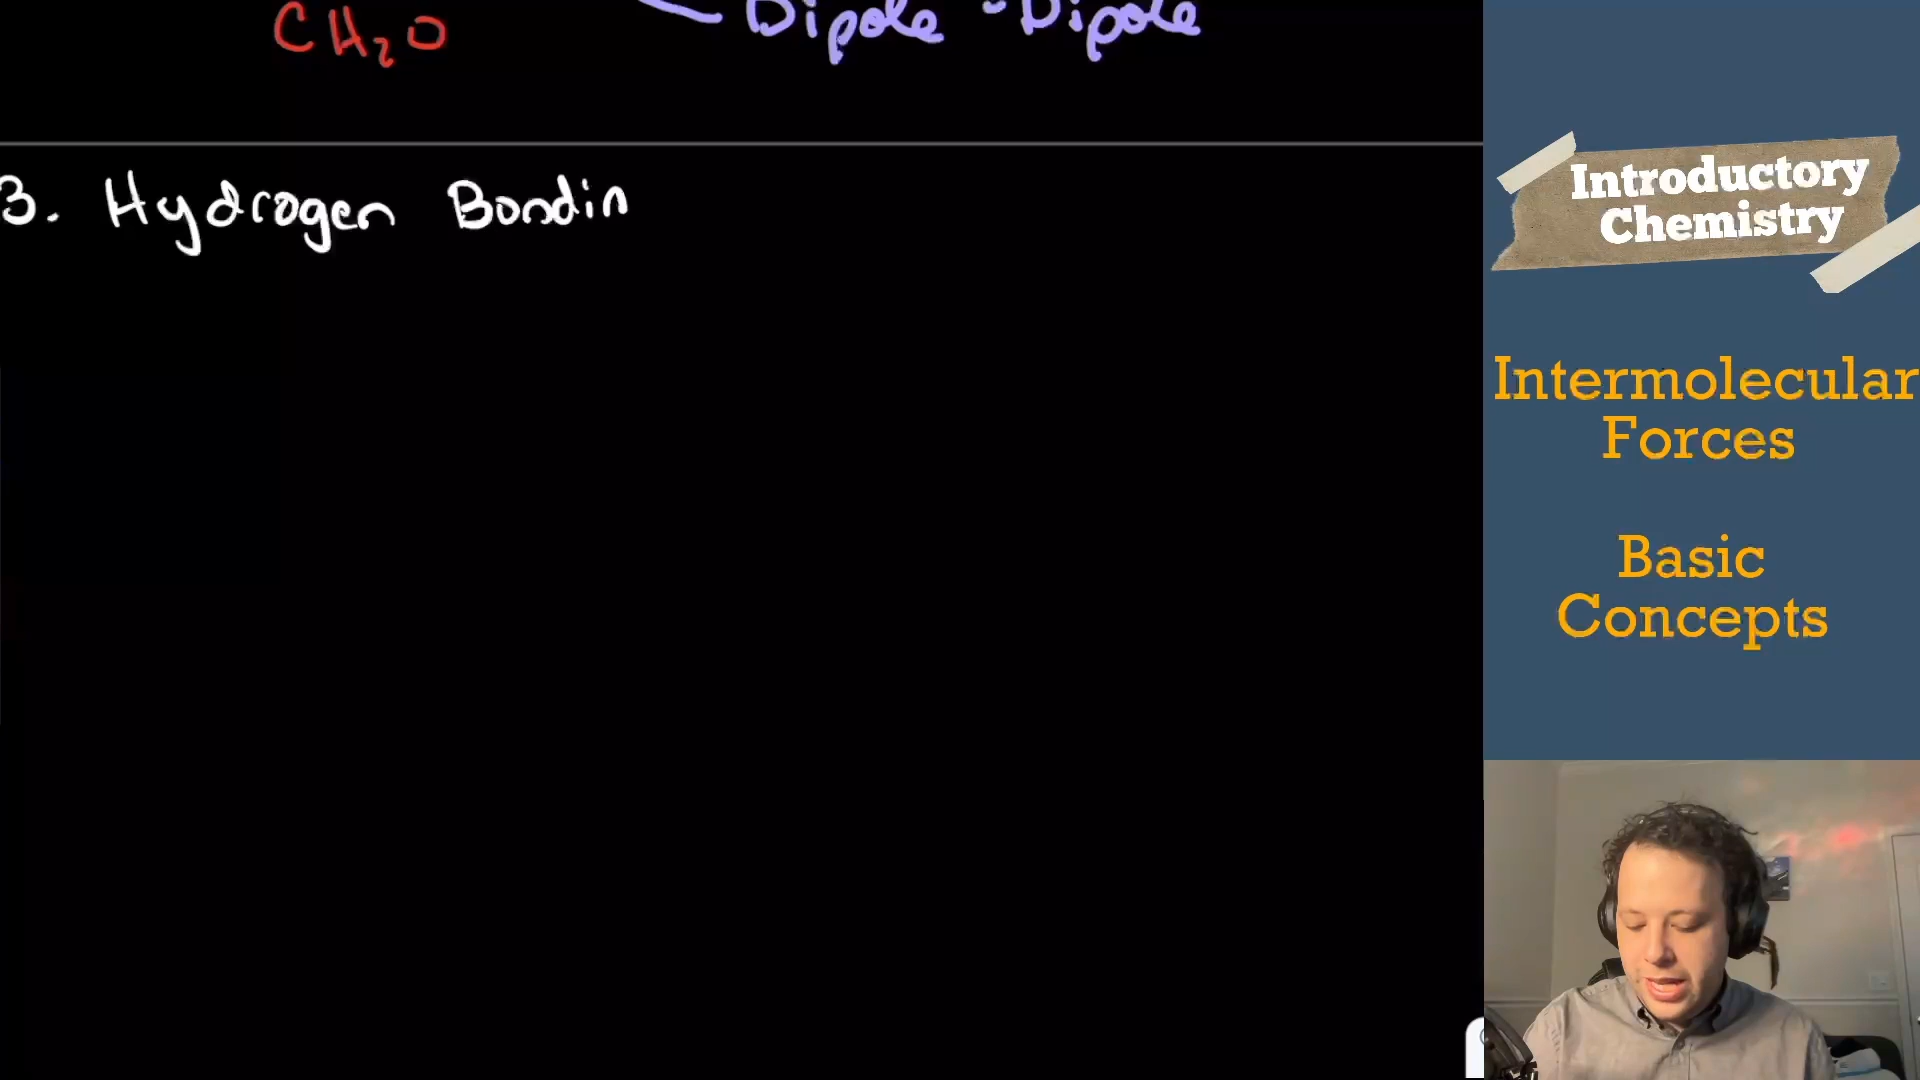 CH₂O Dipole-Dipole
3. Hydrogen Bondin
Introductory
Chemistry
Intermolecular
Forces
Basic
Concepts